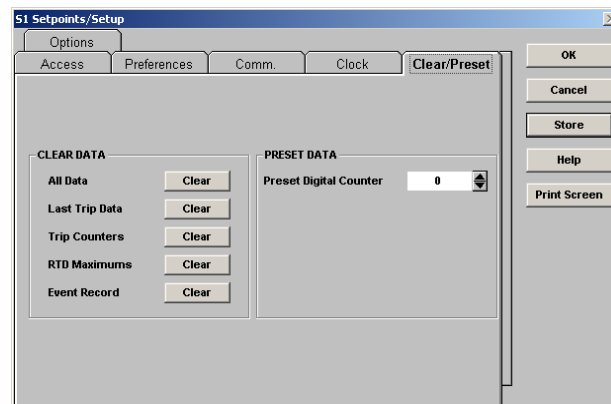 S1 Setpoints/Setup
Options
Access Preferences Comm. Clock Clear/Preset
OK
Cancel
Store
Help
Print Screen
CLEAR DATA
All Data Clear
Last Trip Data Clear
Trip Counters Clear
RTD Maximums Clear
Event Record Clear
PRESET DATA
Preset Digital Counter 0